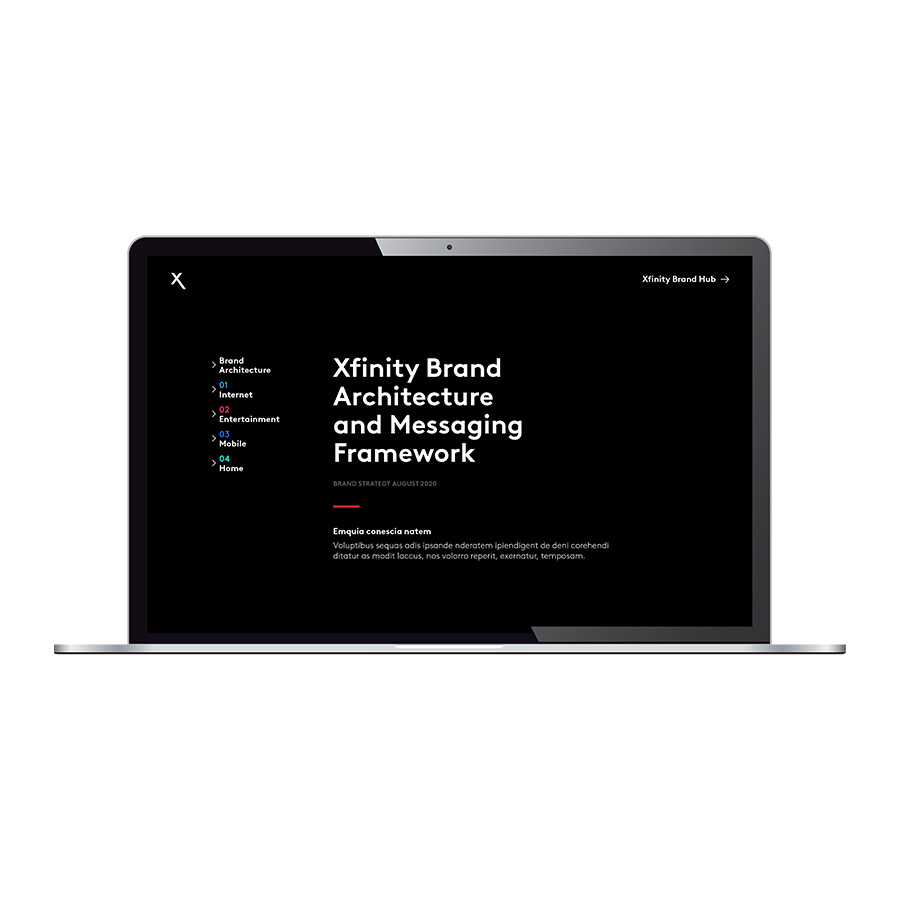 X
Xfinity Brand Hub →
Brand
Architecture
01
Internet
02
Entertainment
03
Mobile
04
Home
Xfinity Brand
Architecture
and Messaging
Framework
BRAND STRATEGY AUGUST 2020
Emquia conescia natem
Voluptibus sequas adis ipsande nderatem ipiendigent de deni corehendi
ditatur as modit laccus, nos volorro reperit, exernatur, temposam.